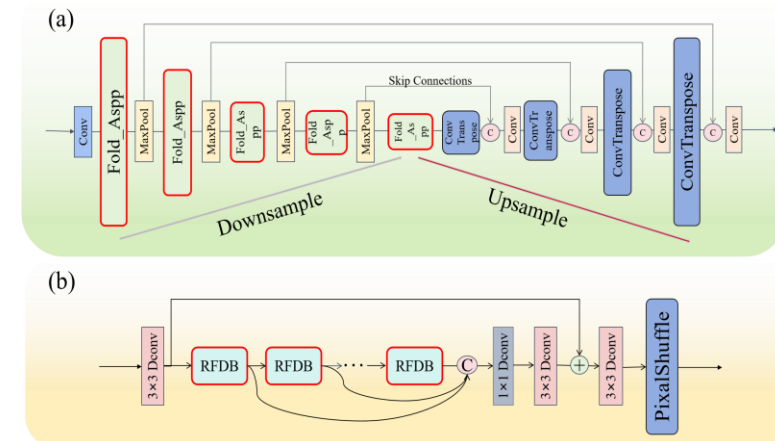 (a)
Skip Connections
Conv
Fold_Aspp
MaxPool
Fold_Aspp
MaxPool
Fold_As
pp
MaxPool
Fold
_Asp
p
MaxPool
Fold_As
pp
Conv
Trans
pose
C
Conv
ConvTr
anspose
C
Conv
ConvTranspose
C
Conv
ConvTranspose
C
Conv
Downsample
Upsample
(b)
3×3 Dconv
RFDB
RFDB
···
RFDB
C
1×1 Dconv
3×3 Dconv
+
3×3 Dconv
PixalShuffle